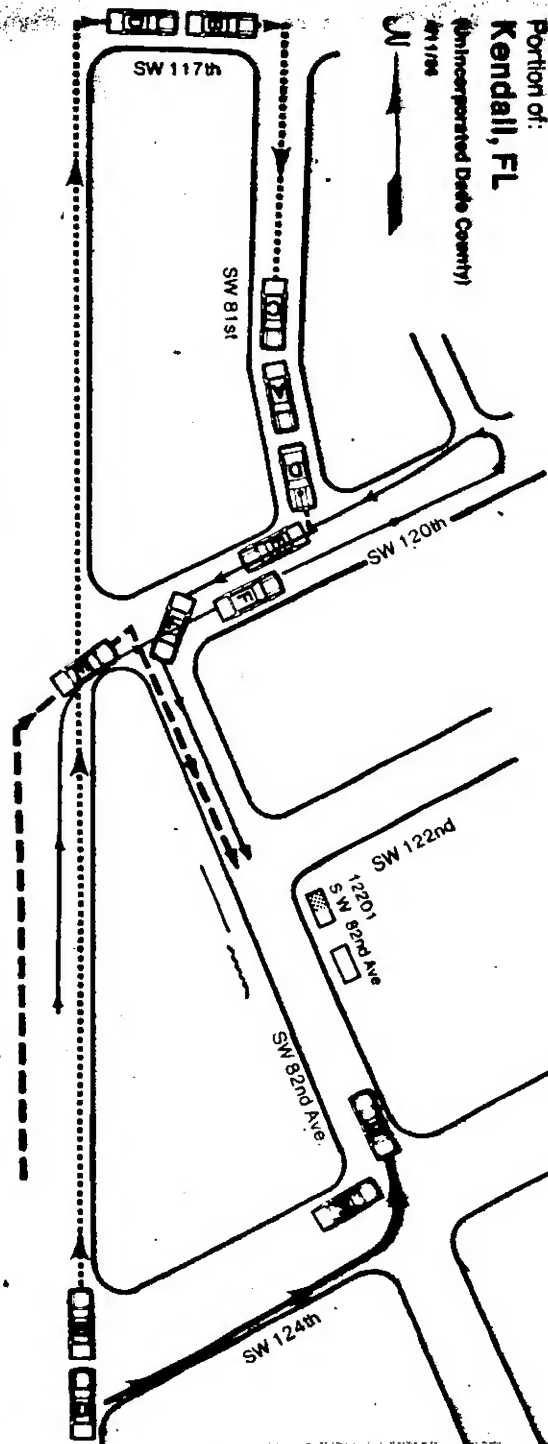 Portion of:
Kendall, FL
(Unincorporated Dade County)
N
SW 117th
SW 81st
SW 120th
SW 122nd
12201
S W 82nd Ave
SW 82nd Ave.
SW 124th